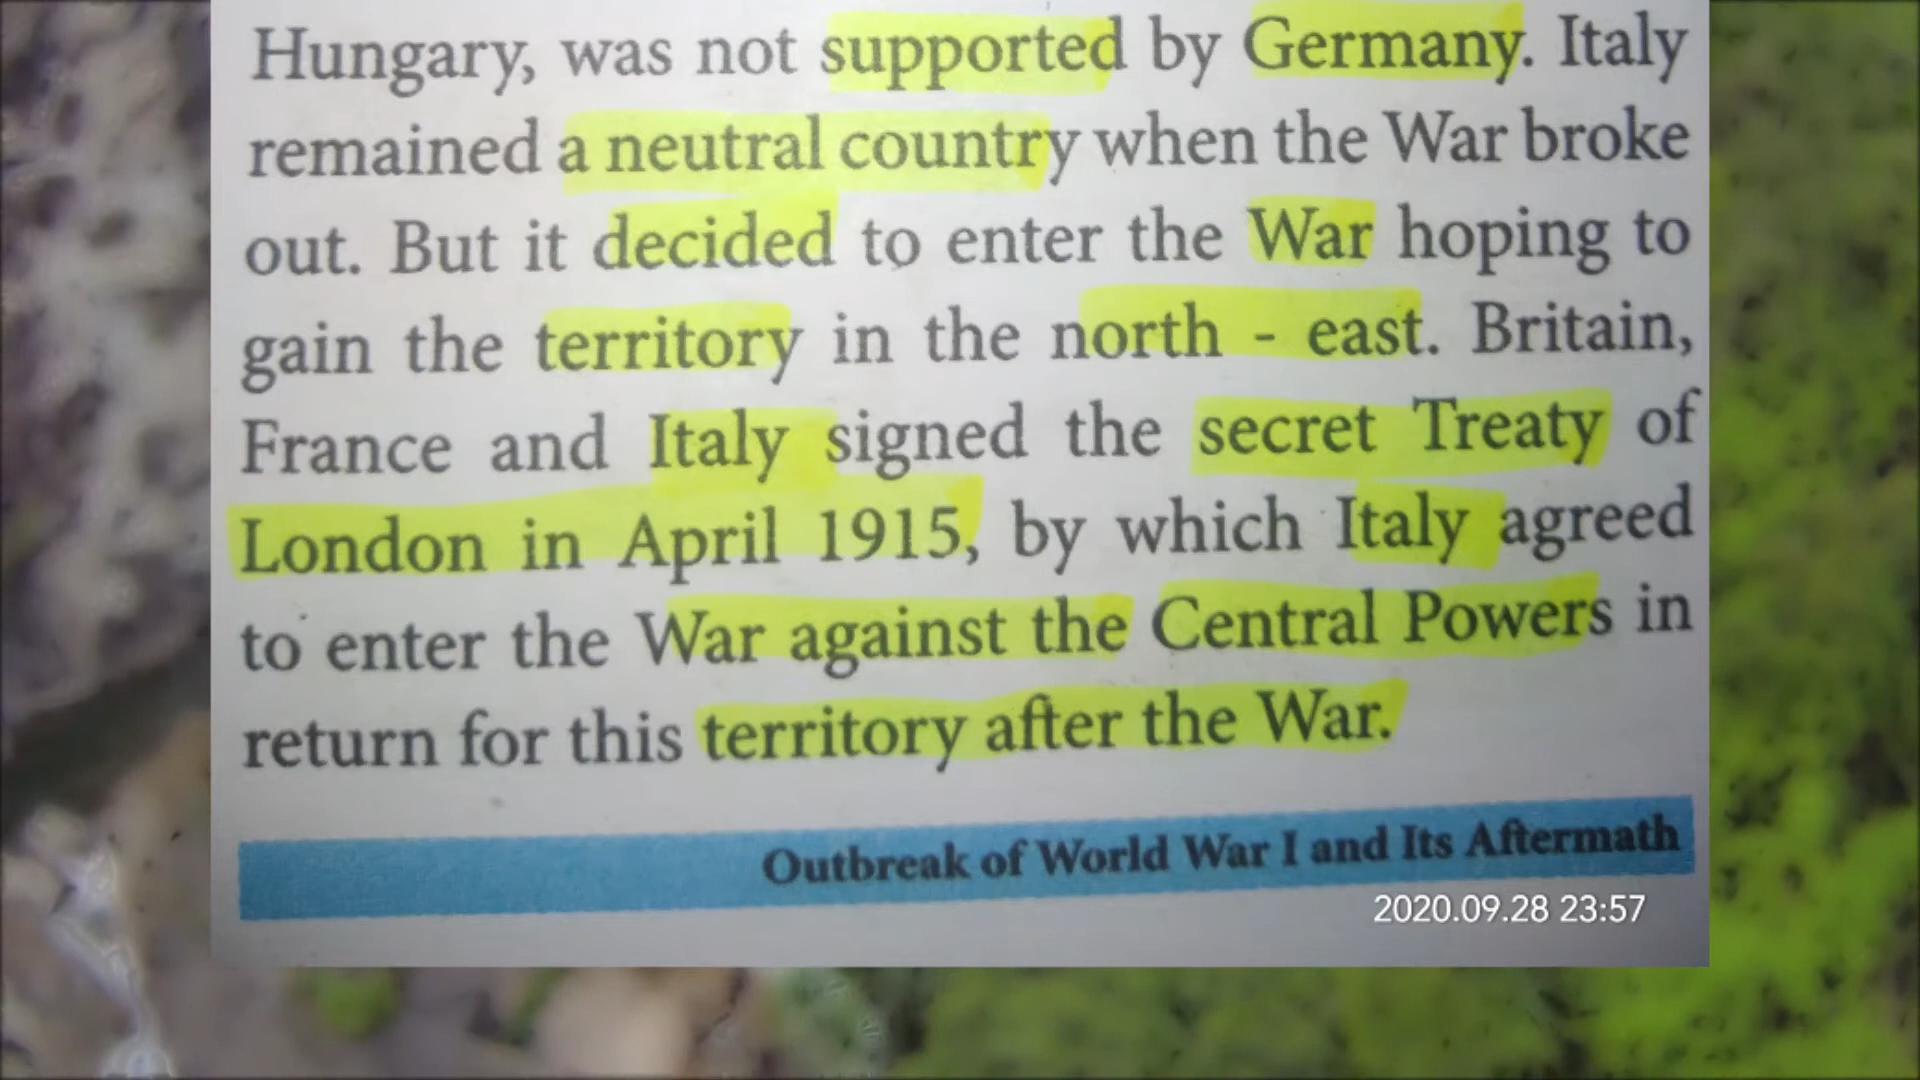 Hungary, was not supported by Germany. Italy
remained a neutral country when the War broke
out. But it decided to enter the War hoping to
gain the territory in the north - east. Britain,
France and Italy signed the secret Treaty of
London in April 1915, by which Italy agreed
to enter the War against the Central Powers in
return for this territory after the War.
Outbreak of World War I and Its Aftermath
2020.09.28 23:57